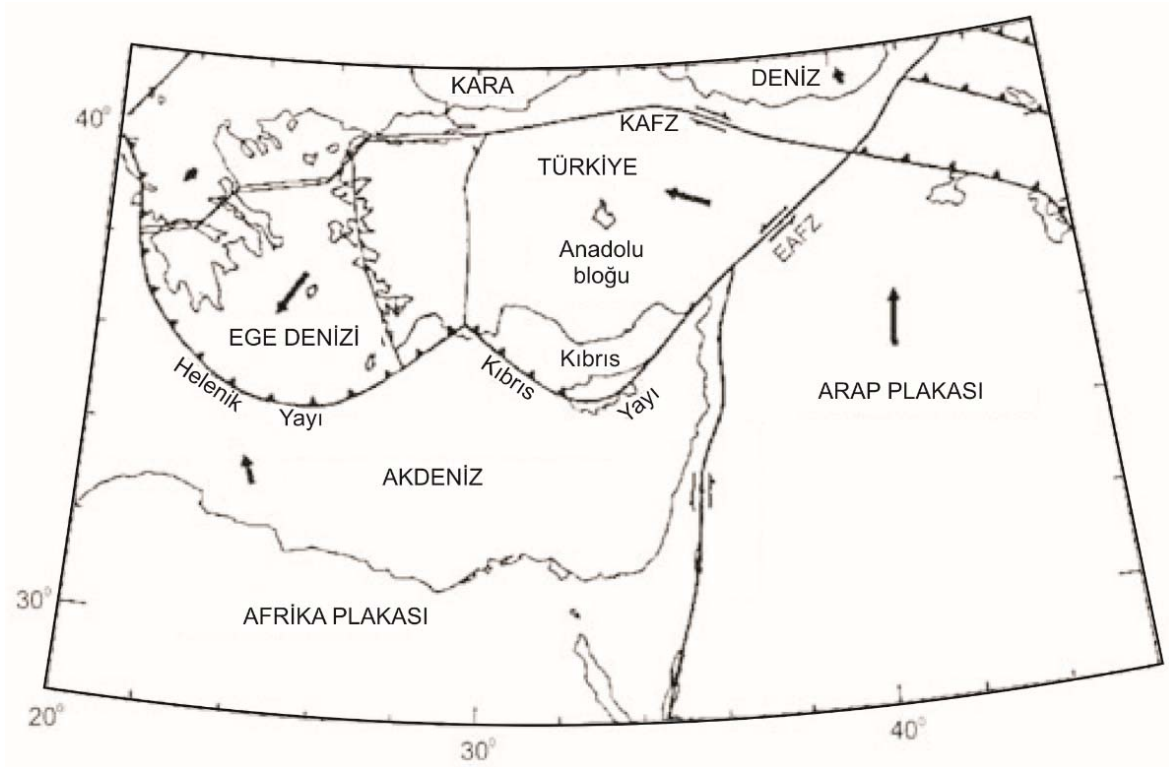 KARA
DENİZ
40°
KAFZ
TÜRKİYE
Anadolu
bloğu
EAFZ
EGE DENİZİ
Kıbrıs
Helenik
Yayı
Kıbrıs
Yayı
ARAP PLAKASI
AKDENİZ
30°
AFRİKA PLAKASI
20°
30°
40°